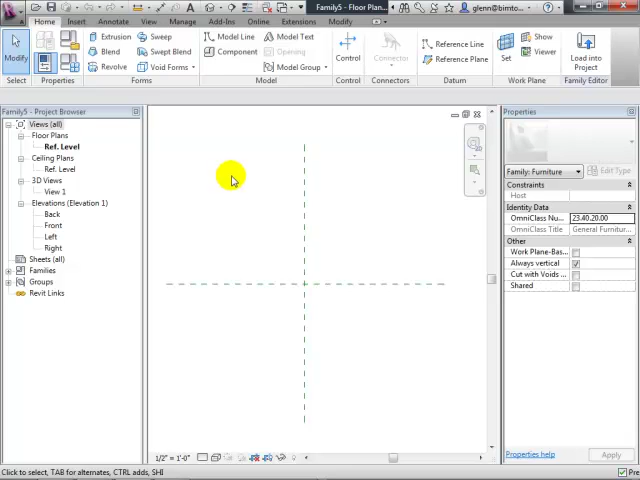 Family5 - Floor Plan...
glenn@bimto...
Home Insert Annotate View Manage Add-Ins Online Extensions Modify
Modify
Extrusion Sweep
Blend Swept Blend
Revolve Void Forms
Model Line Model Text
Component
Model Group
Control
Connector
Reference Line
Reference Plane
Set
Show
Viewer
Load into
Project
Select Properties Forms Model Control Connectors Datum Work Plane Family Editor
Family5 - Project Browser
Views (all)
Floor Plans
Ref. Level
Ceiling Plans
Ref. Level
3D Views
View 1
Elevations (Elevation 1)
Back
Front
Left
Right
Sheets (all)
Families
Groups
Revit Links
Properties
Family: Furniture
Edit Type
Constraints
Host
Identity Data
OmniClass Nu... 23.40.20.00
OmniClass Title General Furnitur...
Other
Work Plane-Bas...
Always vertical
Cut with Voids ...
Shared
Properties help
Apply
1/2" = 1'-0"
Click to select, TAB for alternates, CTRL adds, SHI
Pre